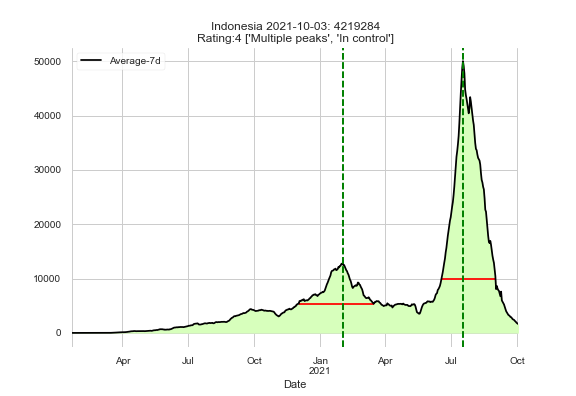 Indonesia 2021-10-03: 4219284
Rating:4 ['Multiple peaks', 'In control']
Average-7d
50000
40000
30000
20000
10000
0
Apr Jul Oct Jan Apr Jul Oct
2021
Date